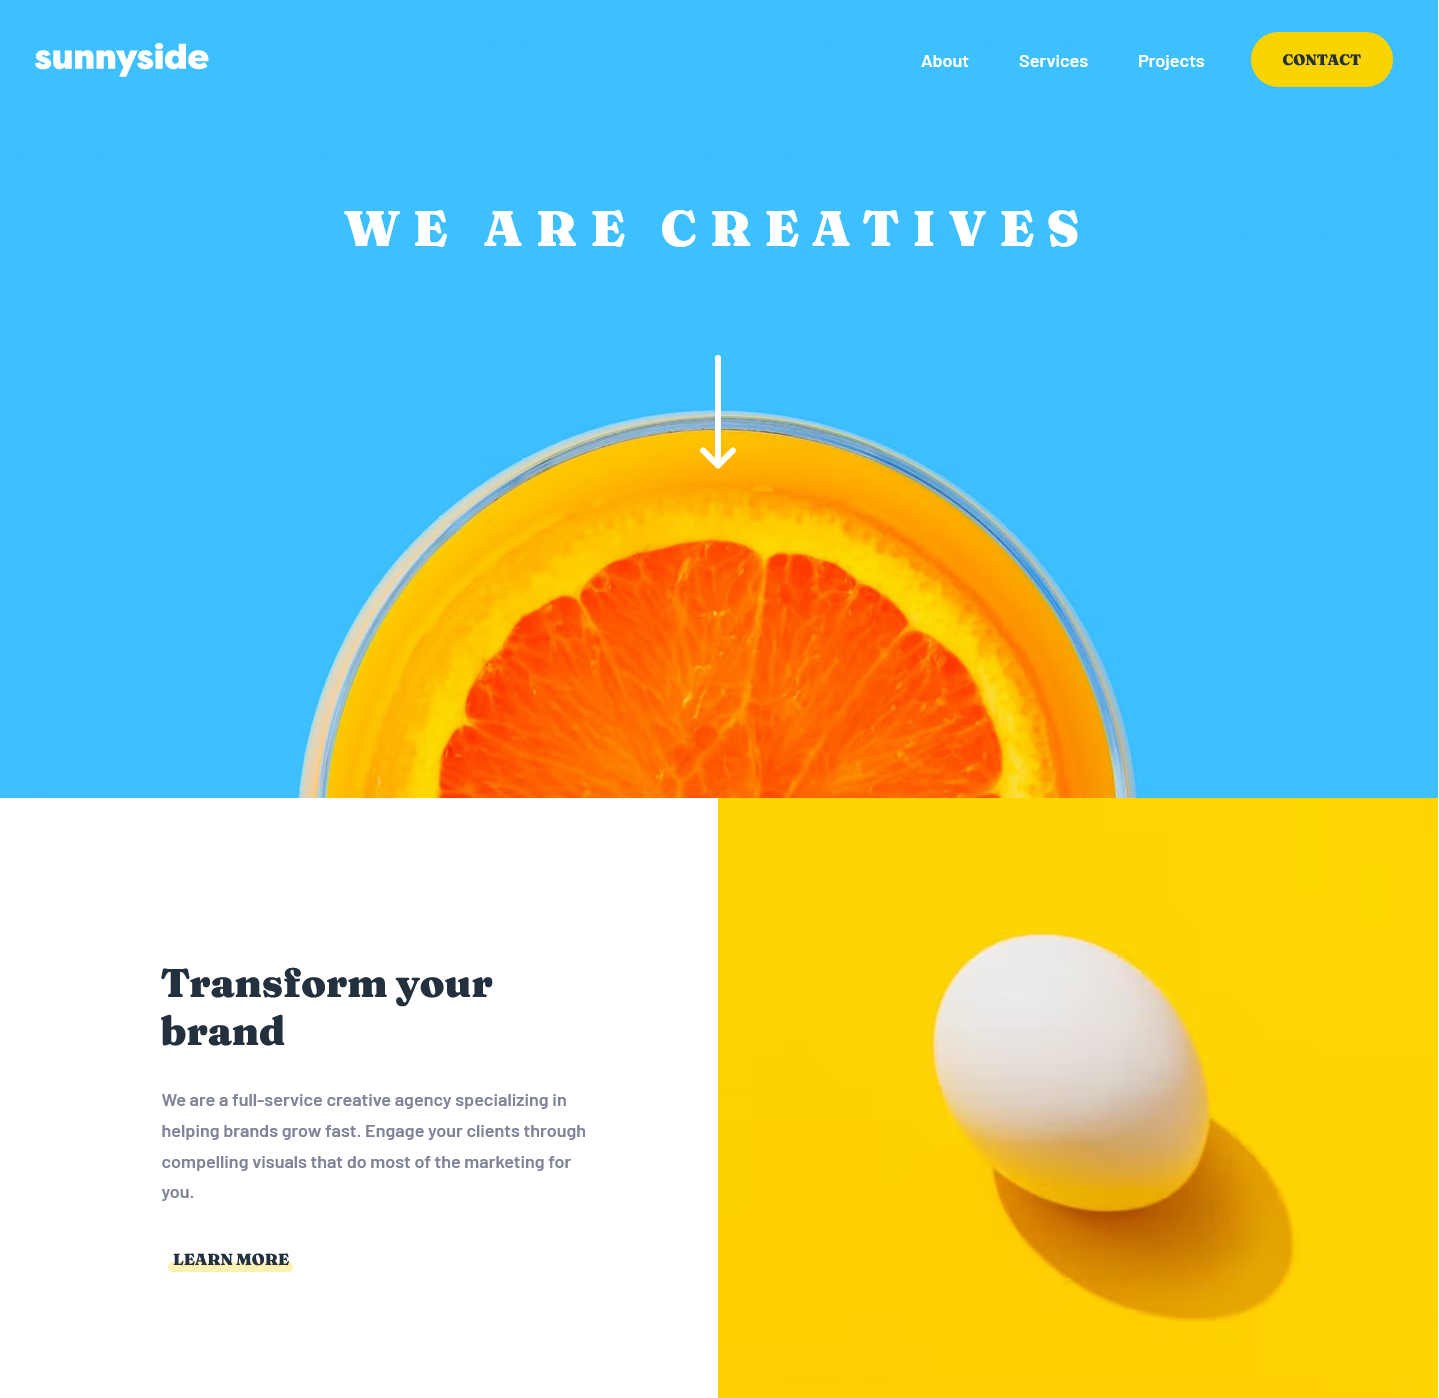 sunnyside
About Services Projects CONTACT
WE ARE CREATIVES
Transform your
brand
We are a full-service creative agency specializing in
helping brands grow fast. Engage your clients through
compelling visuals that do most of the marketing for
you.
LEARN MORE